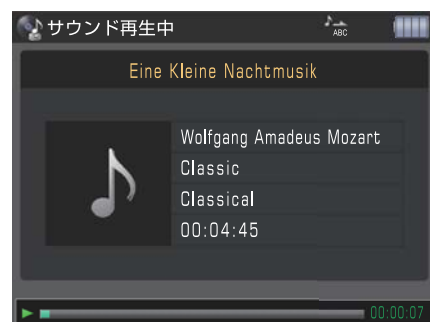 サウンド再生中
ABC
Eine Kleine Nachtmusik
Wolfgang Amadeus Mozart
Classic
Classical
00:04:45
00:00:07